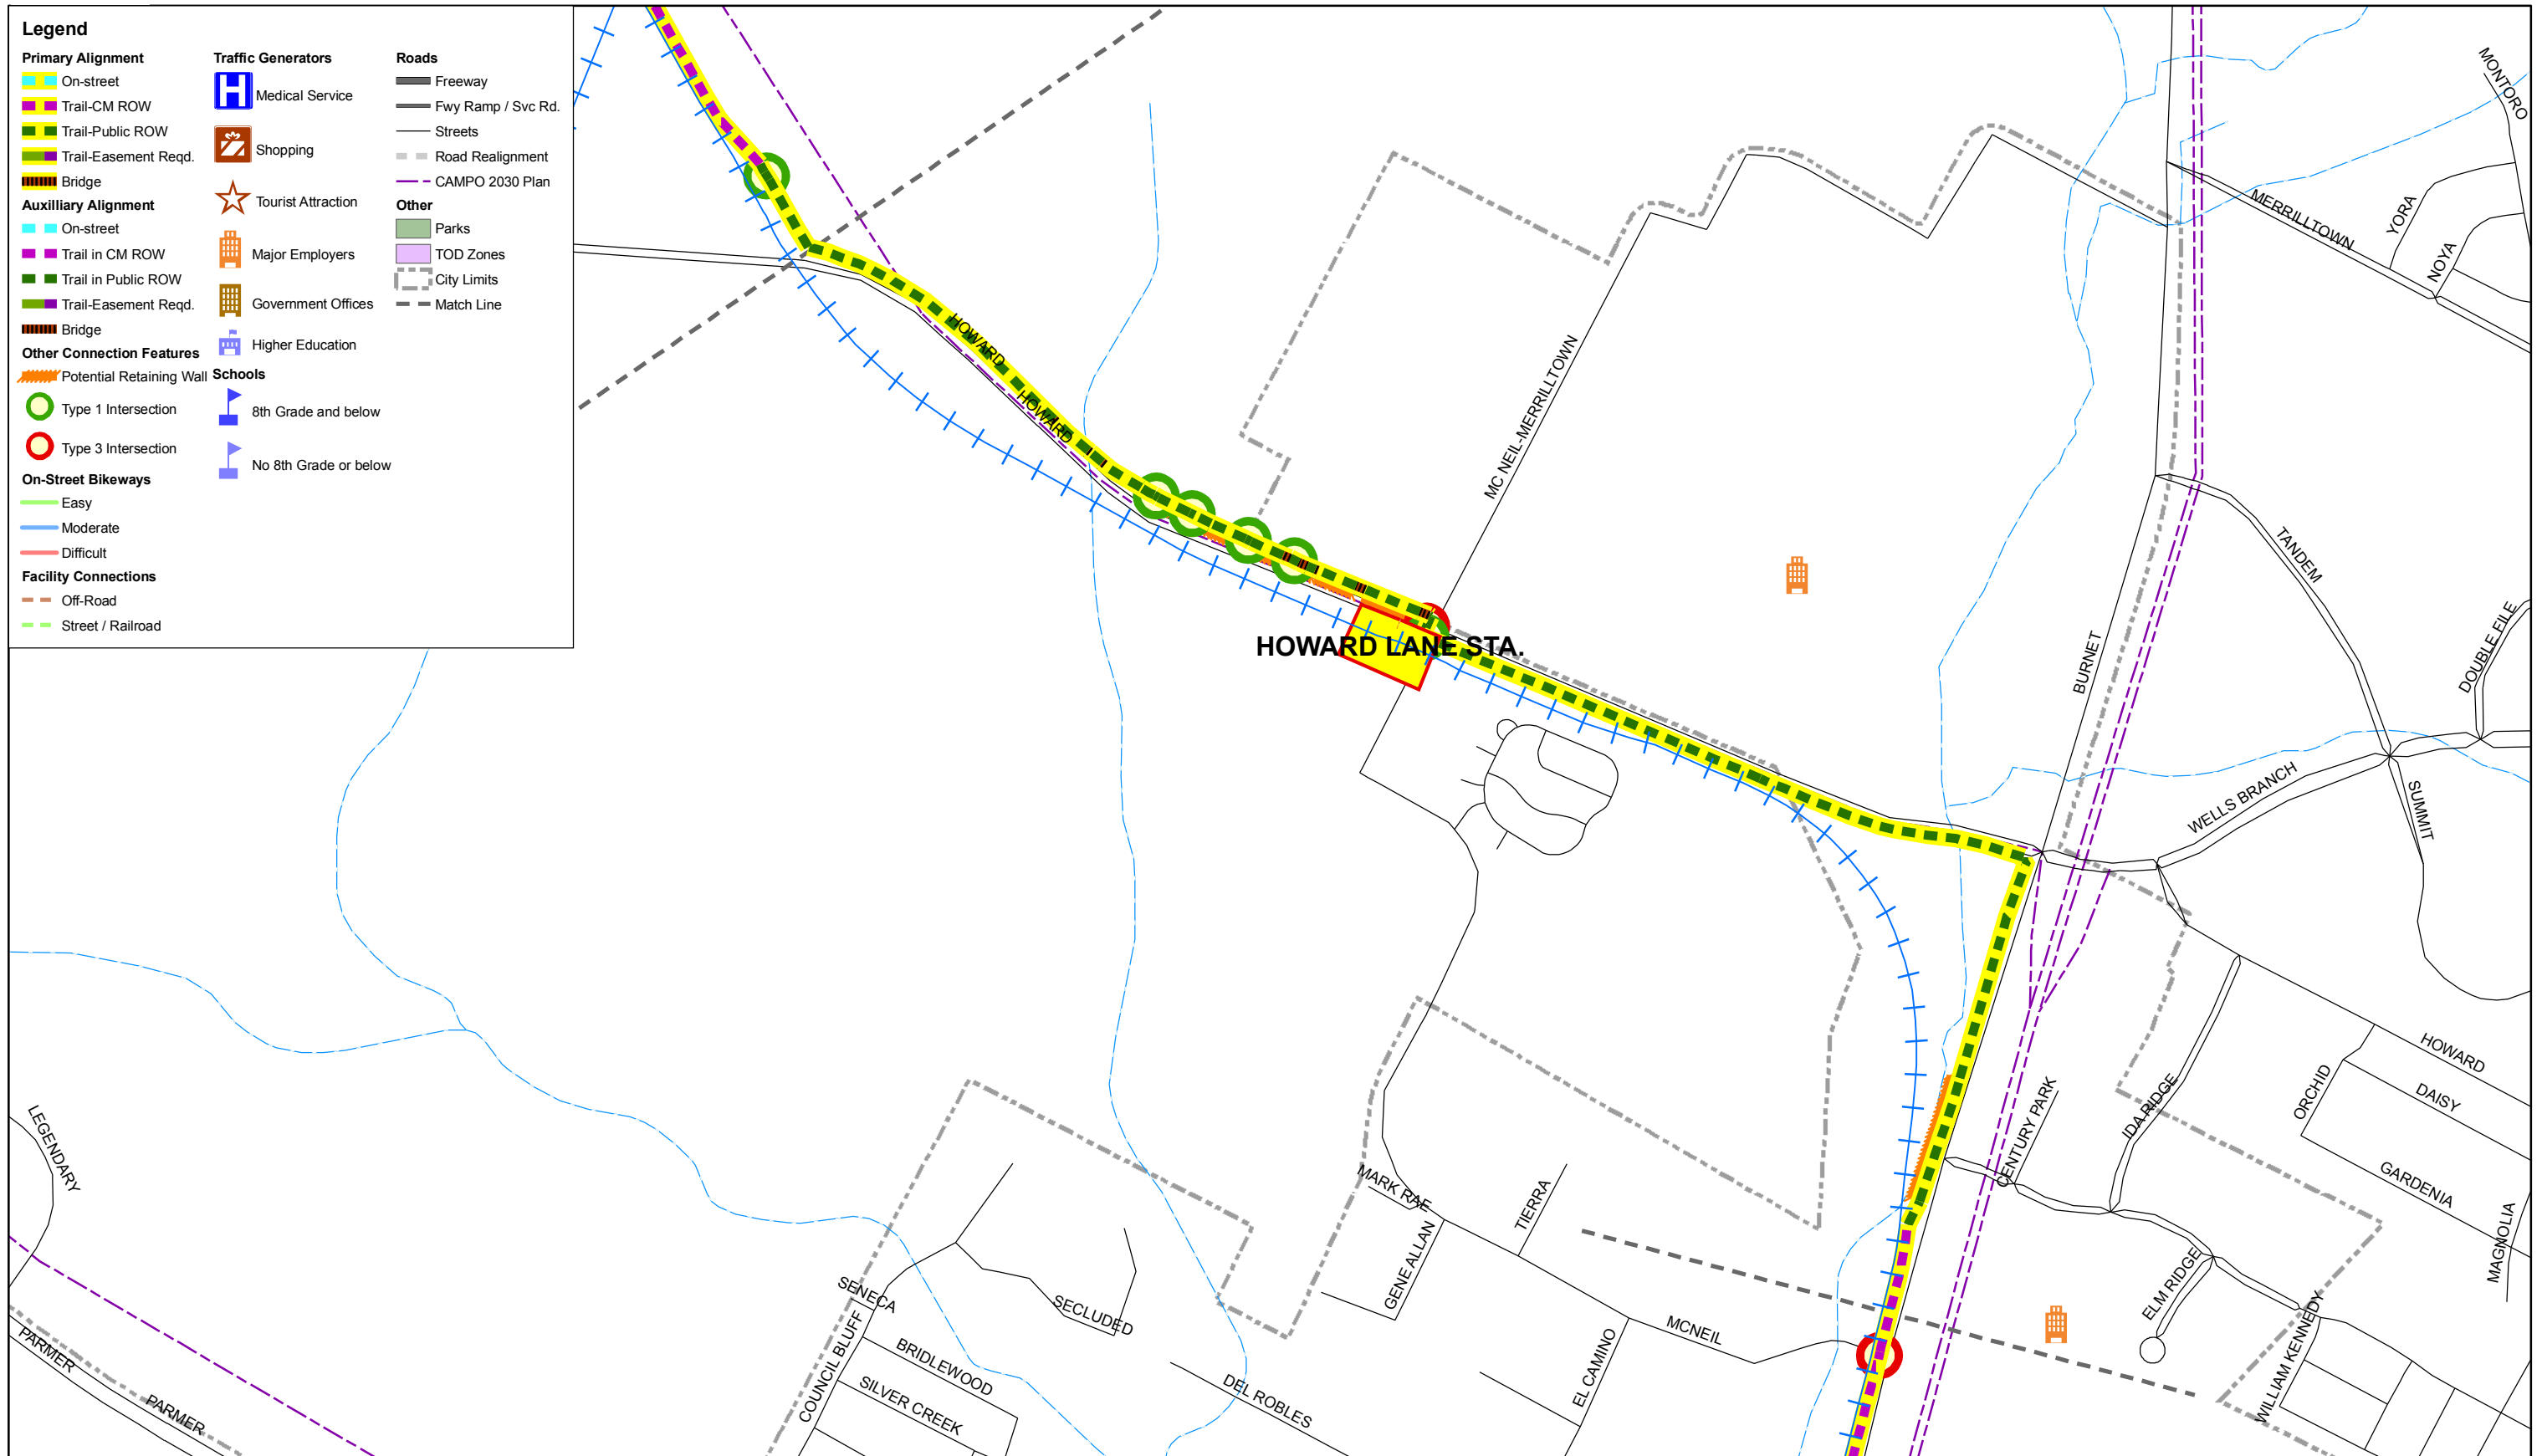 Legend
Primary Alignment
On-street
Trail-CM ROW
Trail-Public ROW
Trail-Easement Reqd.
Bridge
Auxilliary Alignment
On-street
Trail in CM ROW
Trail in Public ROW
Trail-Easement Reqd.
Bridge
Other Connection Features
Potential Retaining Wall
Type 1 Intersection
Type 3 Intersection
On-Street Bikeways
Easy
Moderate
Difficult
Facility Connections
Off-Road
Street / Railroad
Traffic Generators
H
Medical Service
Shopping
Tourist Attraction
Major Employers
Government Offices
Higher Education
Schools
8th Grade and below
No 8th Grade or below
Roads
Freeway
Fwy Ramp / Svc Rd.
Streets
Road Realignment
CAMPO 2030 Plan
Other
Parks
TOD Zones
City Limits
Match Line
MONTORO
MERRILLTOWN
YORA
NOYA
HOWARD
HOWARD
MC NEIL-MERRILLTOWN
TANDEM
DOUBLE FILE
HOWARD LANE STA.
BURNET
WELLS BRANCH
SUMMIT
HOWARD
DAISY
ORCHID
GARDENIA
MAGNOLIA
IDA RIDGE
CENTURY PARK
ELM RIDGE
WILLIAM KENNEDY
LEGENDARY
MARK RAE
TIERRA
GENE ALLAN
MCNEIL
EL CAMINO
SENECA
SECLUDED
COUNCIL BLUFF
BRIDLEWOOD
SILVER CREEK
DEL ROBLES
PARMER
PARMER